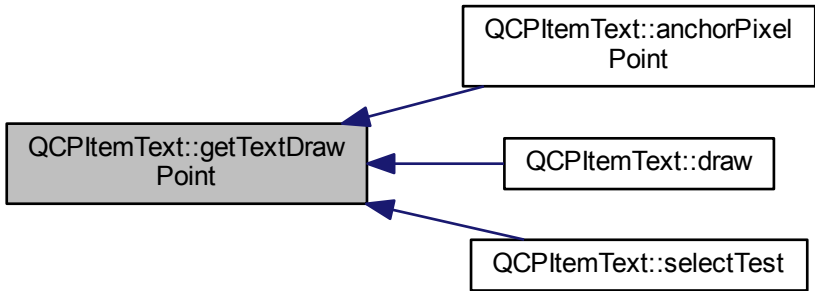 QCPItemText::anchorPixel
Point
QCPItemText::getTextDraw
Point
QCPItemText::draw
QCPItemText::selectTest